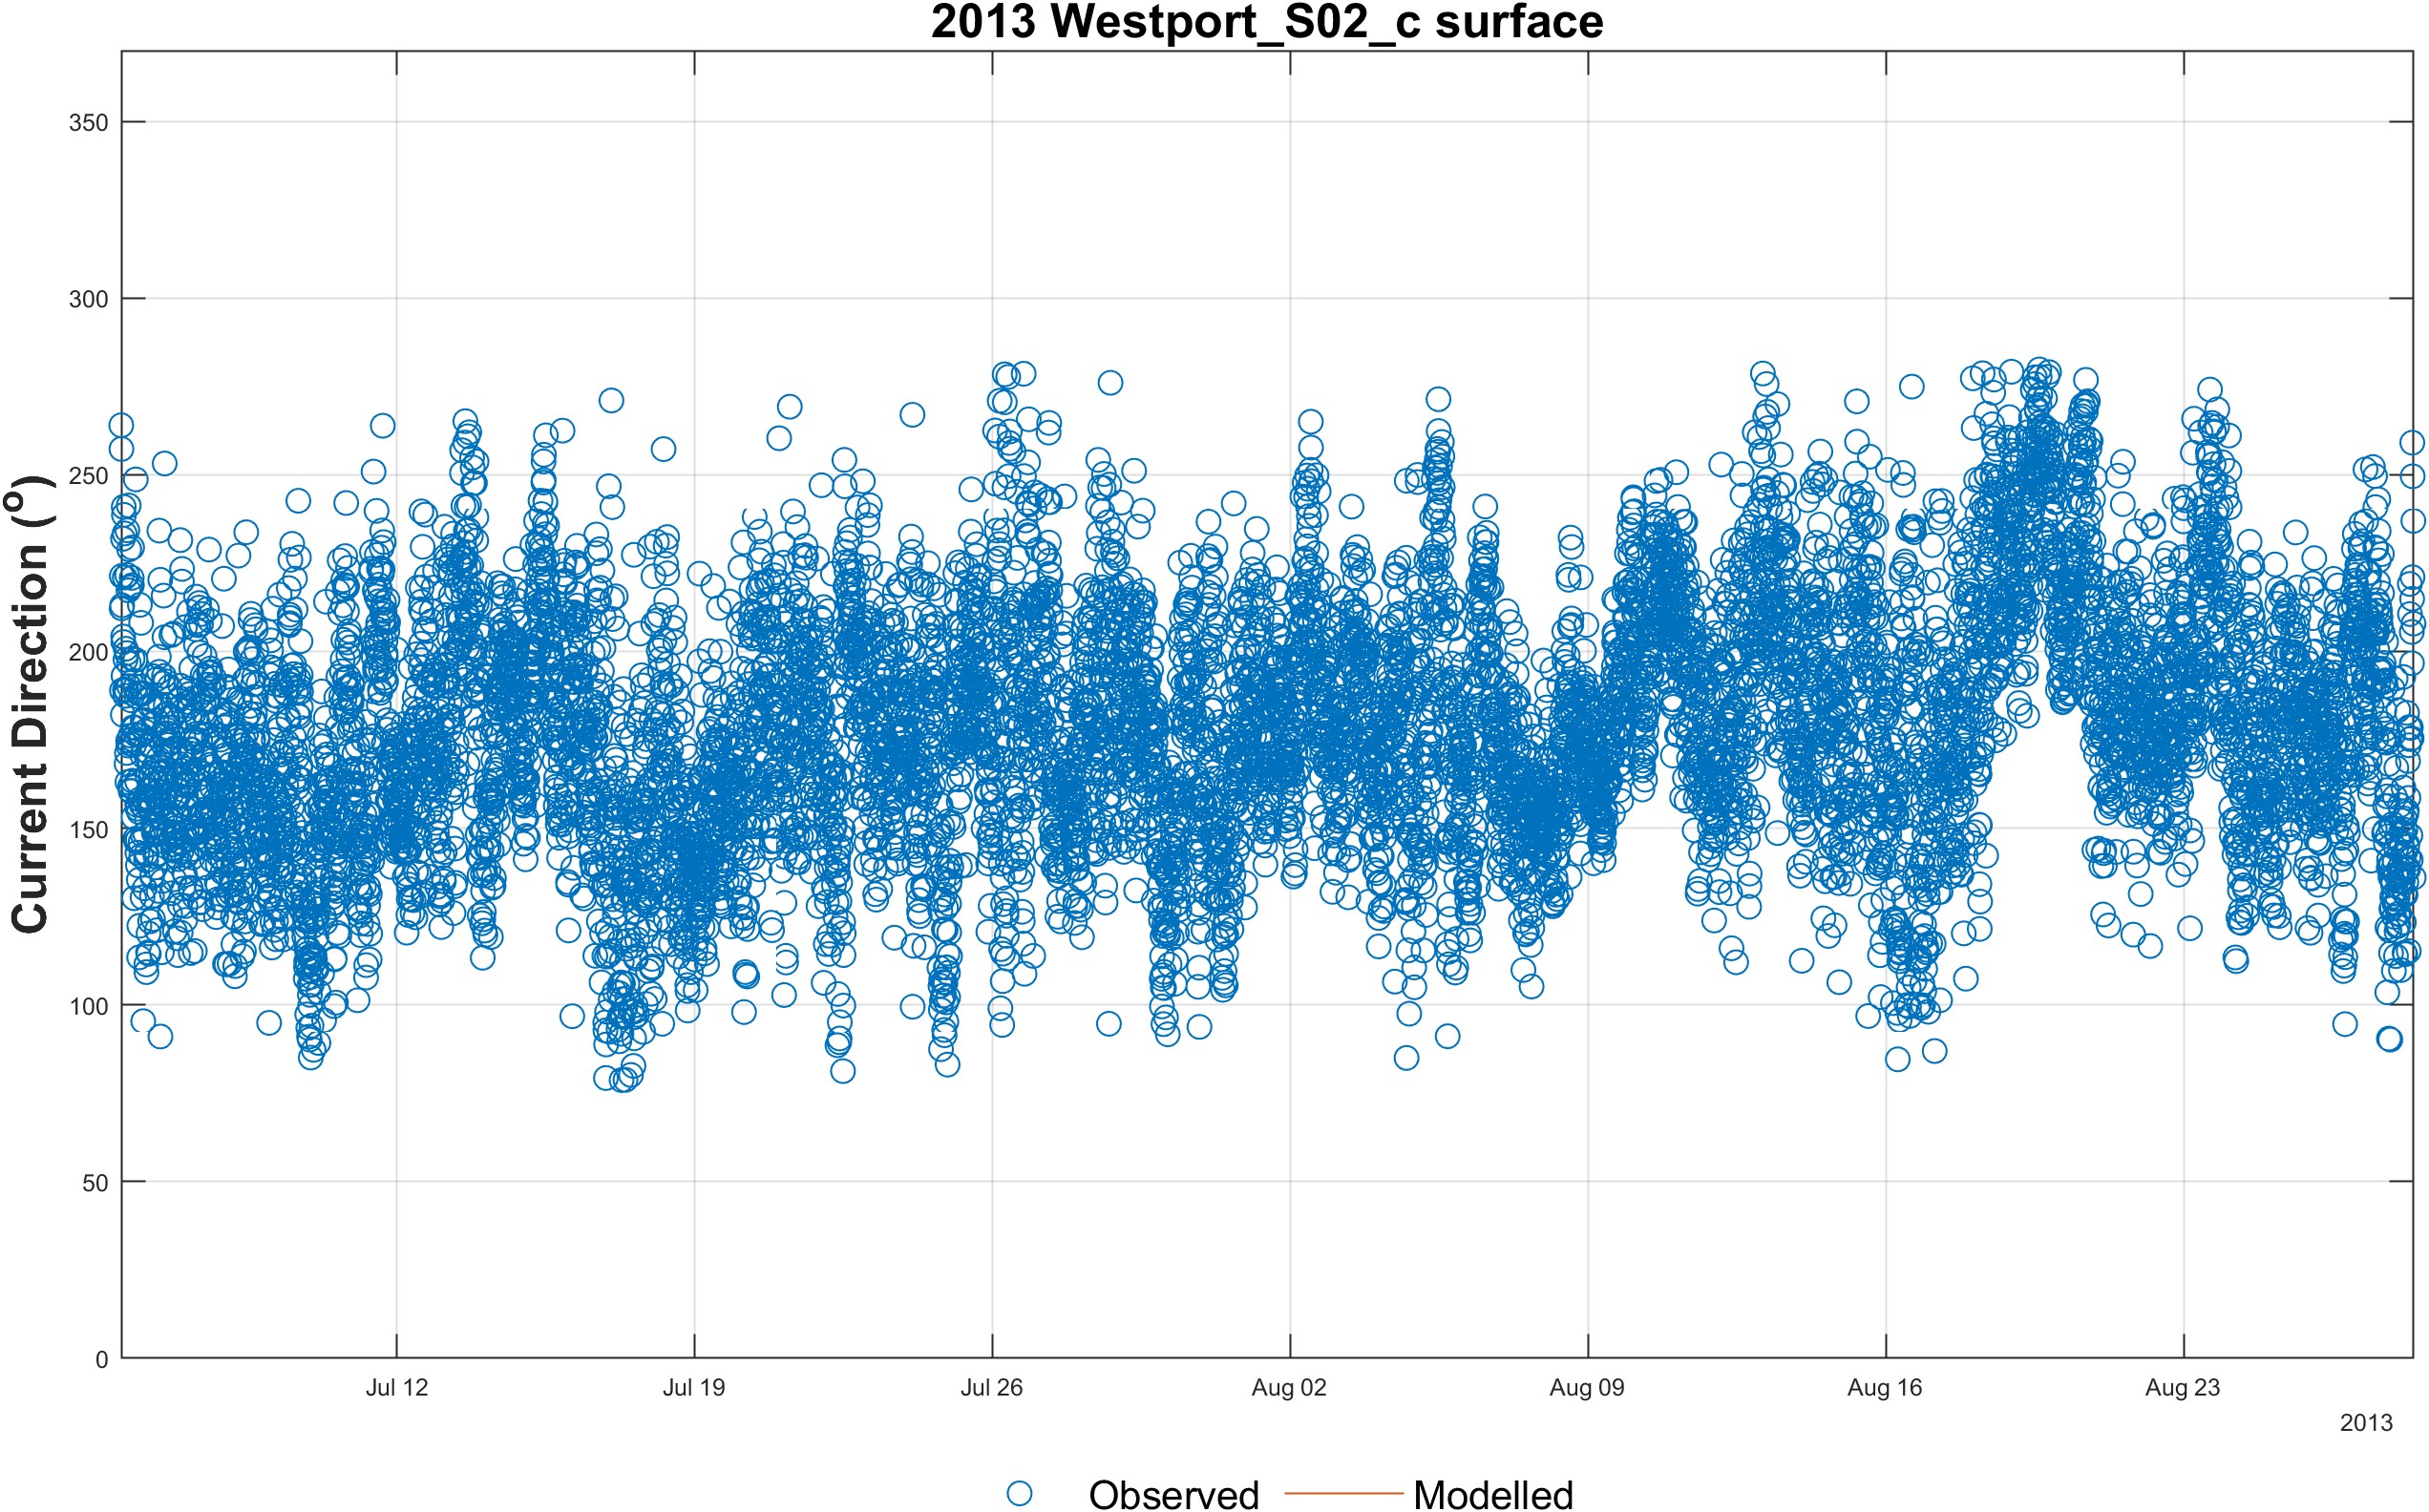 2013 Westport_S02_c surface
Current Direction (o)
350
300
250
200
150
100
50
0
Jul 12 Jul 19 Jul 26 Aug 02 Aug 09 Aug 16 Aug 23
2013
Observed Modelled